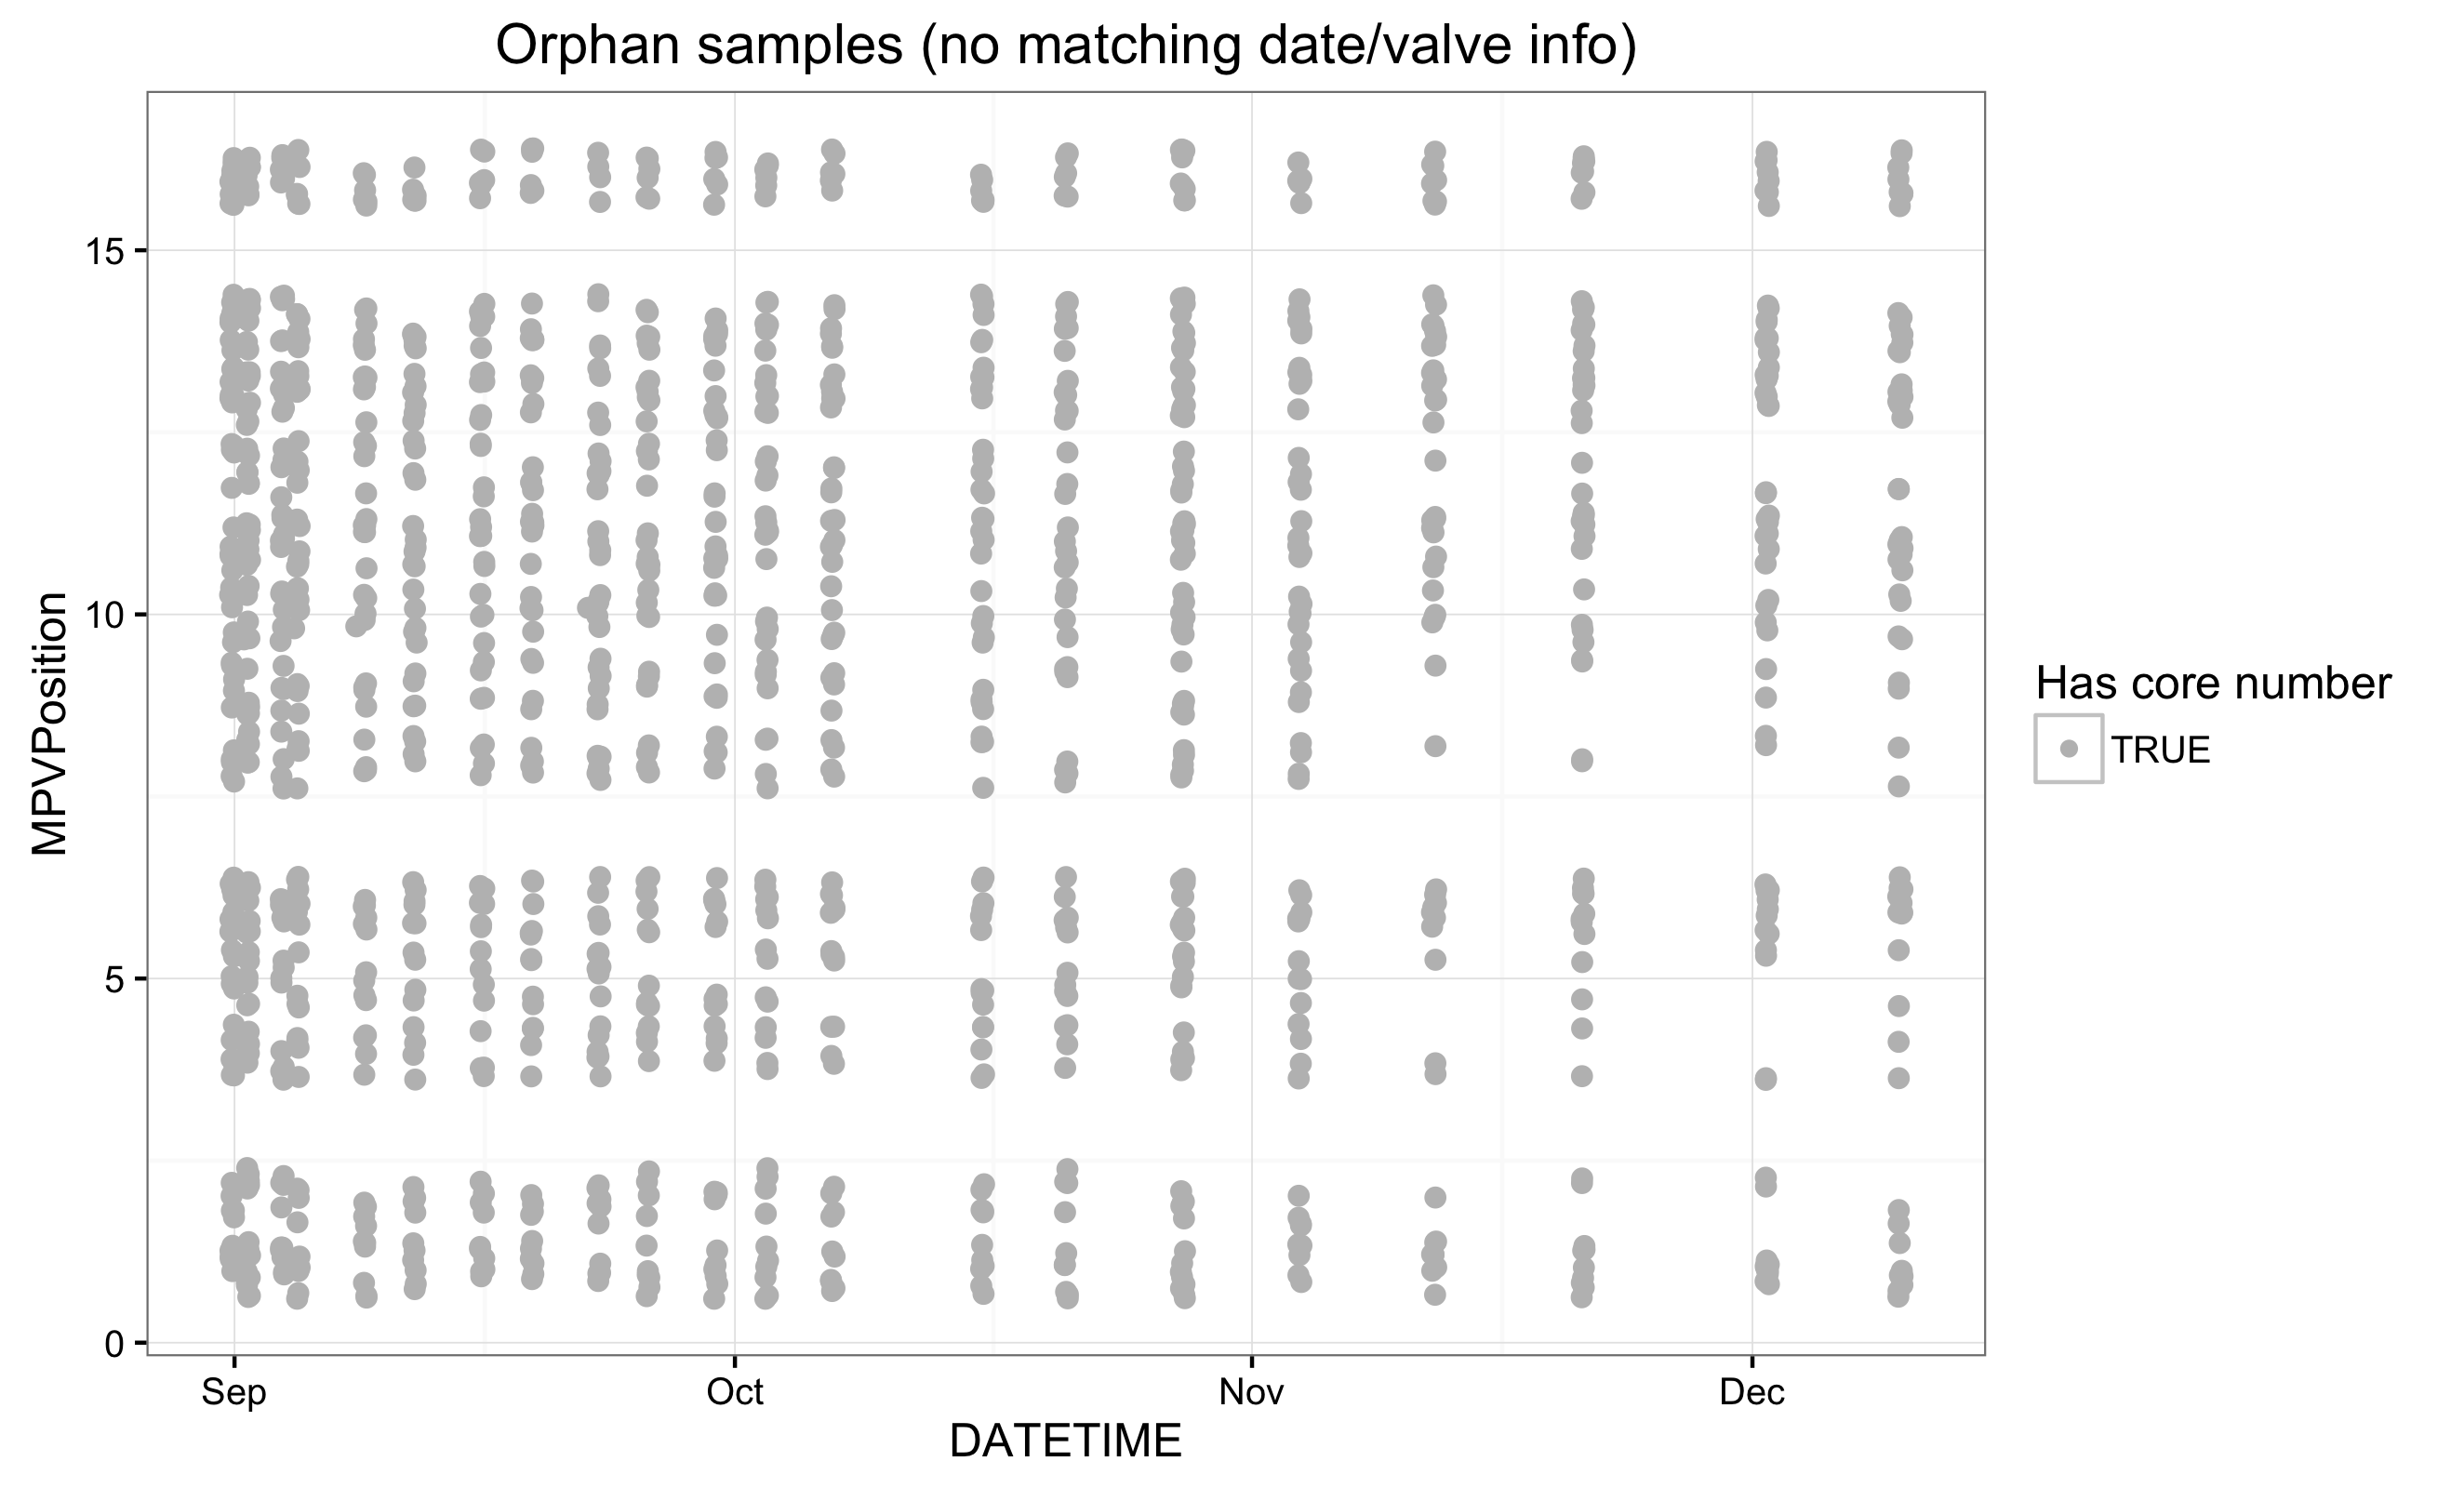 Orphan samples (no matching date/valve info)
MPVPosition
15
10
5
0
Sep
Oct
Nov
Dec
DATETIME
Has core number
TRUE